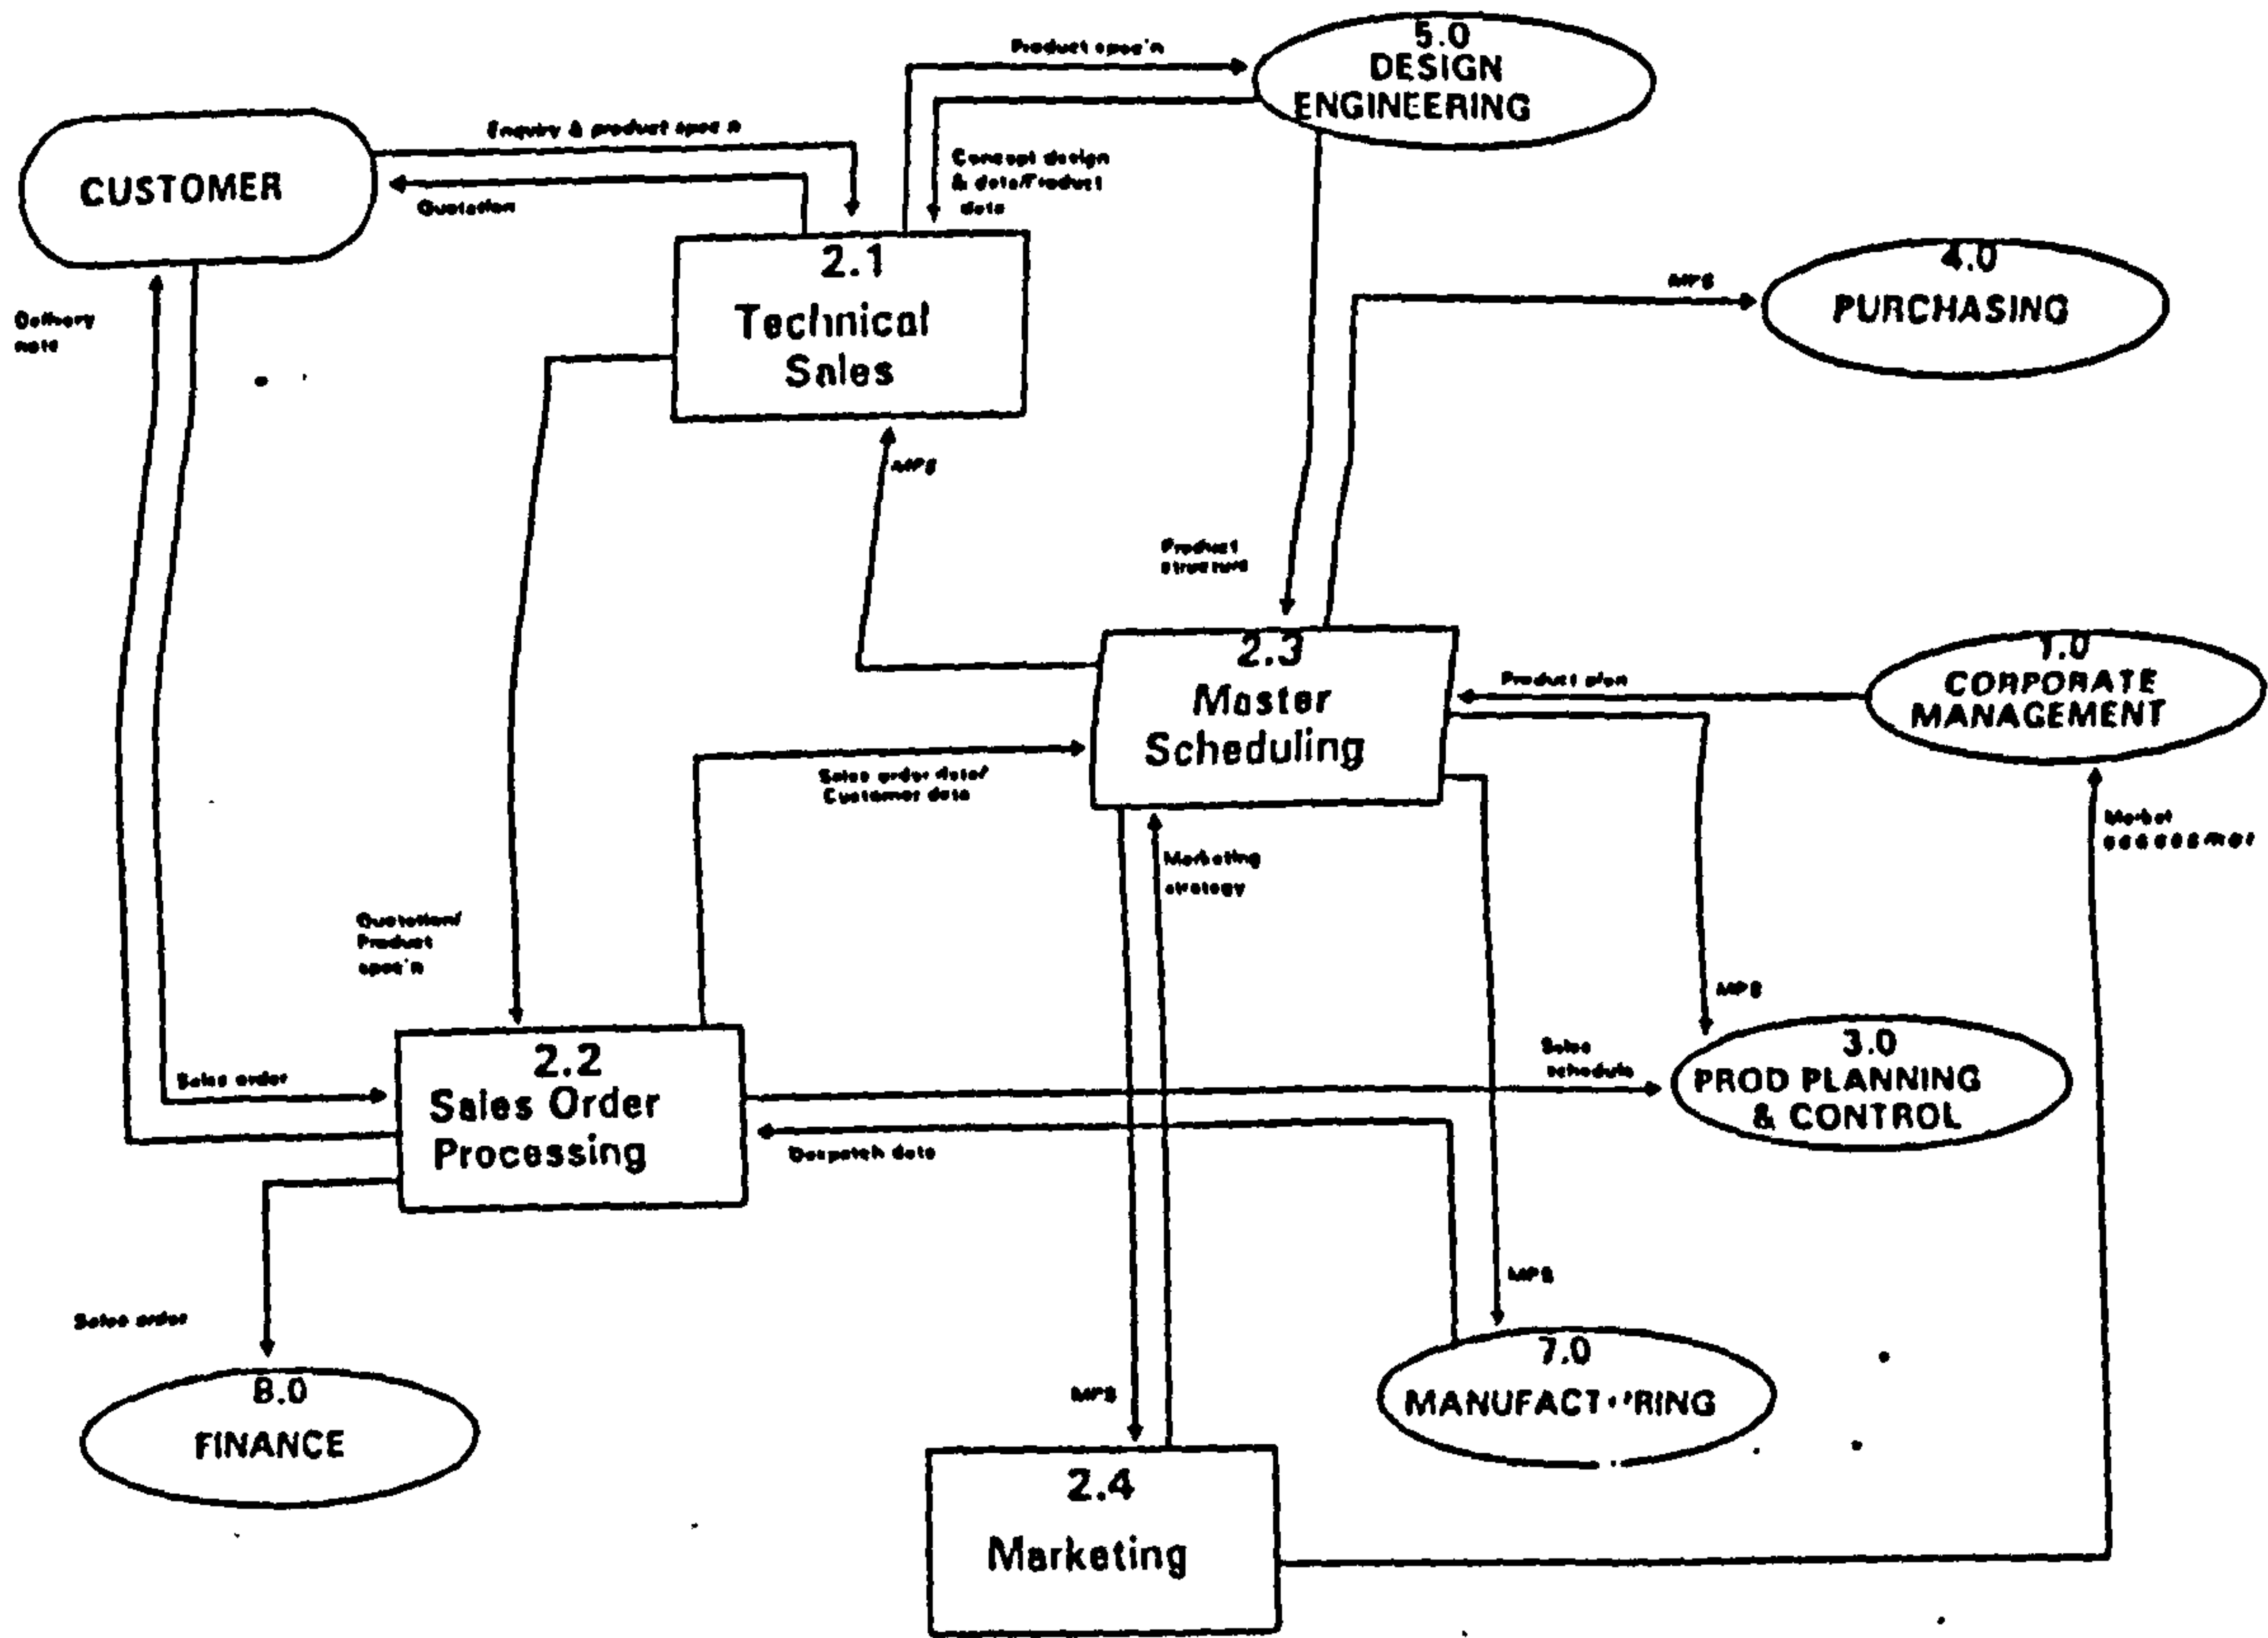 Product spec'n
5.0
DESIGN
ENGINEERING
Enquiry & product spec'n
CUSTOMER
Quotation
Concept design
& data/Product
data
2.1
Technical
Sales
4.0
PURCHASING
MPS
Delivery
note
MPS
Product
structure
2.3
Master
Scheduling
1.0
CORPORATE
MANAGEMENT
Product plan
Sales order data/
Customer data
Market
Marketing
strategy
Quotation/
Product
spec'n
MPS
2.2
Sales Order
Processing
Sales order
Sales
schedule
3.0
PROD PLANNING
& CONTROL
Despatch data
MPS
Sales order
8.0
FINANCE
7.0
MPS
2.4
Marketing